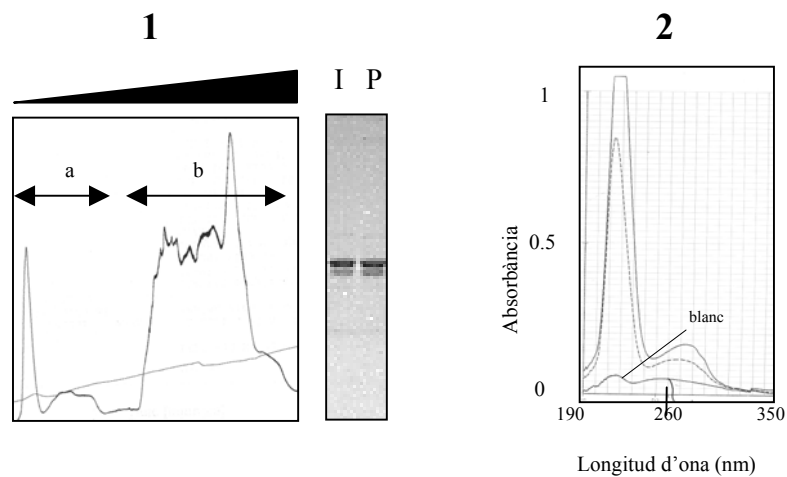 1
I P
a
b
2
1
0.5
0
Absorbància
blanc
190
260
350
Longitud d'ona (nm)